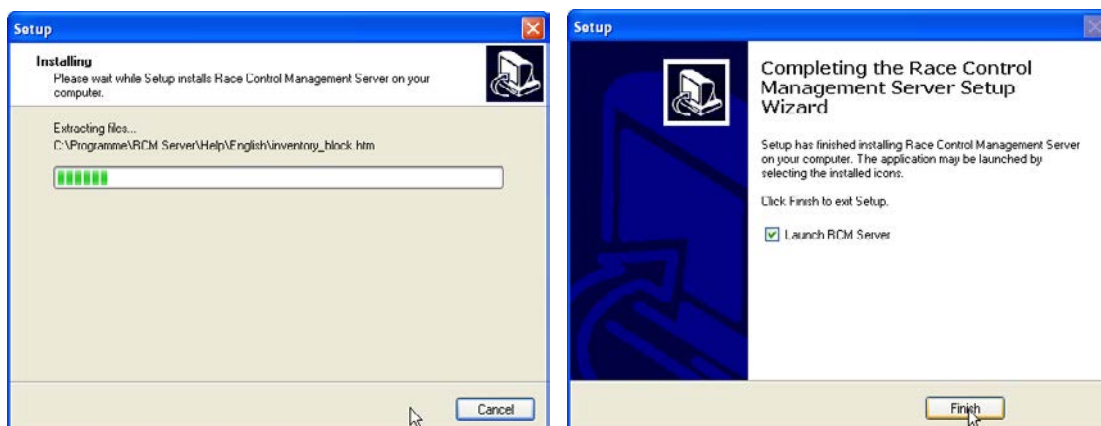 Setup
Installing
Please wait while Setup installs Race Control Management Server on your
computer.
Extracting files...
C:\Programme\RCM Server\Help\English\inventory_block.htm
Cancel
Setup
Completing the Race Control
Management Server Setup
Wizard
Setup has finished installing Race Control Management Server
on your computer. The application may be launched by
selecting the installed icons.
Click Finish to exit Setup.
Launch RCM Server
Finish